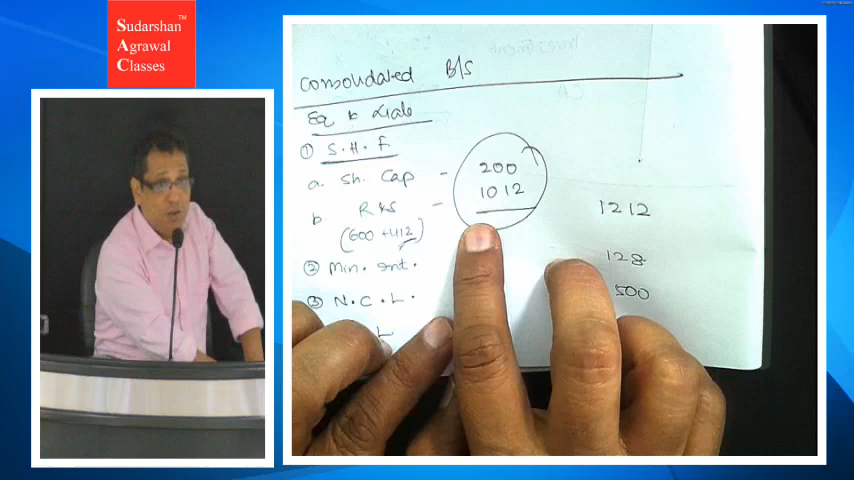 Sudarshan™
Agrawal
Classes
Consolidated B/S
Eq & Liab
① S.H.F.
a. Sh. Cap - 200
b. R & S - 1012 1212
(600 + 412)
② Min. Int. 128
③ N.C.L. 500
L